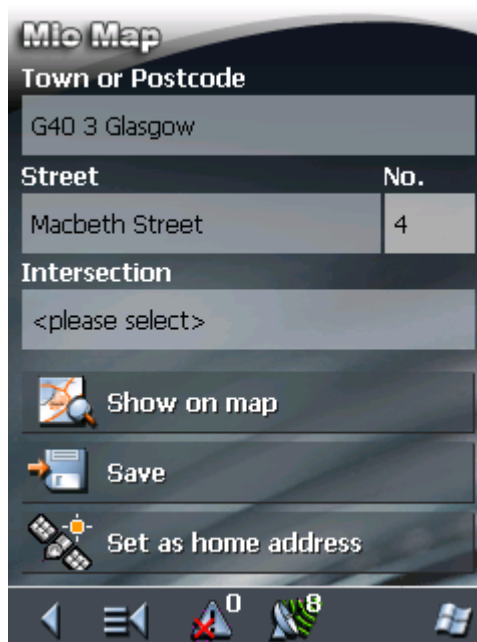 Mio Map
Town or Postcode
G40 3 Glasgow
Street No.
Macbeth Street 4
Intersection
<please select>
Show on map
Save
Set as home address
0 8